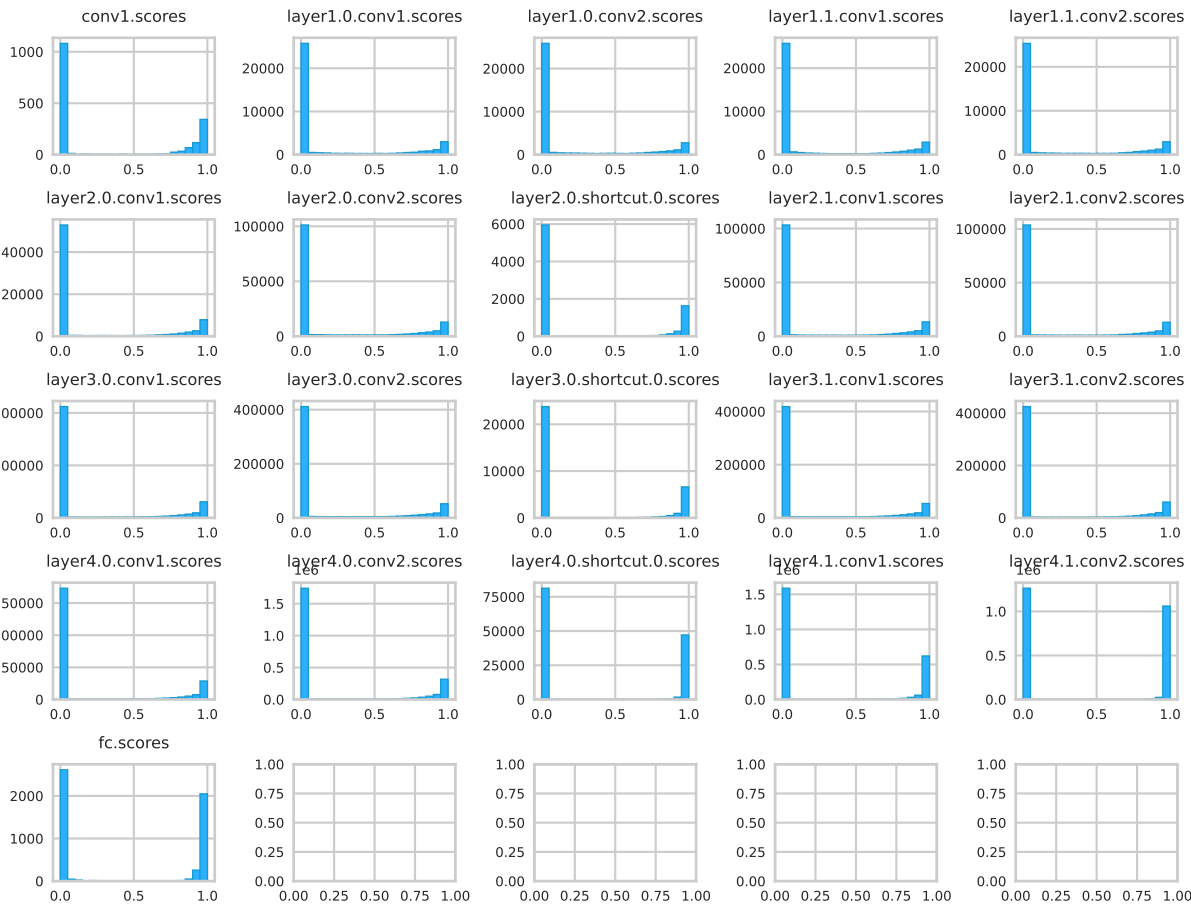 conv1.scores
layer1.0.conv1.scores
layer1.0.conv2.scores
layer1.1.conv1.scores
layer1.1.conv2.scores
1000
500
0
0.0 0.5 1.0
20000
10000
0
0.0 0.5 1.0
20000
10000
0
0.0 0.5 1.0
20000
10000
0
0.0 0.5 1.0
20000
10000
0
0.0 0.5 1.0
layer2.0.conv1.scores
layer2.0.conv2.scores
layer2.0.shortcut.0.scores
layer2.1.conv1.scores
layer2.1.conv2.scores
40000
20000
0
0.0 0.5 1.0
100000
50000
0
0.0 0.5 1.0
6000
4000
2000
0
0.0 0.5 1.0
100000
50000
0
0.0 0.5 1.0
100000
50000
0
0.0 0.5 1.0
layer3.0.conv1.scores
layer3.0.conv2.scores
layer3.0.shortcut.0.scores
layer3.1.conv1.scores
layer3.1.conv2.scores
00000
00000
0
0.0 0.5 1.0
400000
200000
0
0.0 0.5 1.0
20000
10000
0
0.0 0.5 1.0
400000
200000
0
0.0 0.5 1.0
400000
200000
0
0.0 0.5 1.0
layer4.0.conv1.scores
layer4.0.conv2.scores
layer4.0.shortcut.0.scores
layer4.1.conv1.scores
layer4.1.conv2.scores
50000
00000
50000
0
0.0 0.5 1.0
1e6
1.5
1.0
0.5
0.0
0.0 0.5 1.0
75000
50000
25000
0
0.0 0.5 1.0
1e6
1.5
1.0
0.5
0.0
0.0 0.5 1.0
1e6
1.0
0.5
0.0
0.0 0.5 1.0
fc.scores
2000
1000
0
0.0 0.5 1.0
1.00
0.75
0.50
0.25
0.00
0.00 0.25 0.50 0.75 1.00
1.00
0.75
0.50
0.25
0.00
0.00 0.25 0.50 0.75 1.00
1.00
0.75
0.50
0.25
0.00
0.00 0.25 0.50 0.75 1.00
1.00
0.75
0.50
0.25
0.00
0.00 0.25 0.50 0.75 1.00